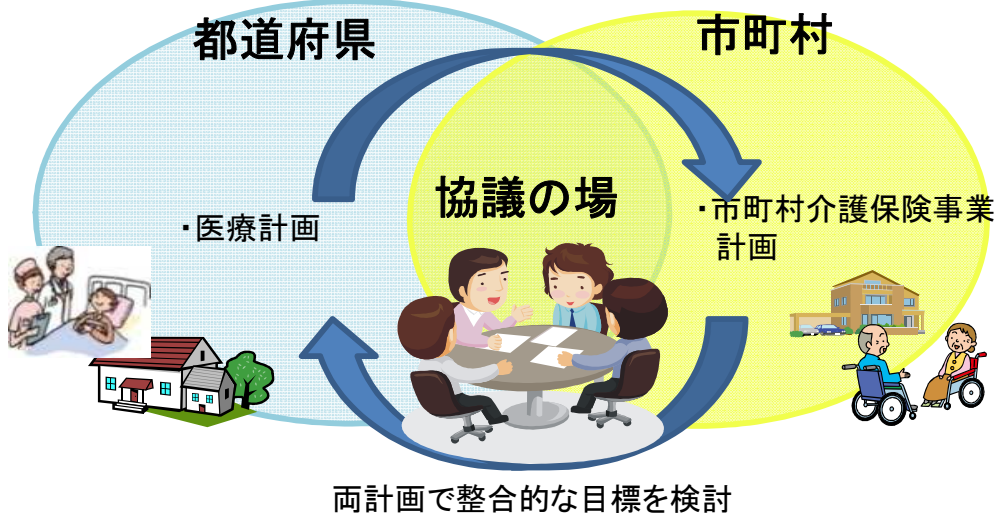 都道府県
市町村
協議の場
・医療計画
・市町村介護保険事業
計画
両計画で整合的な目標を検討